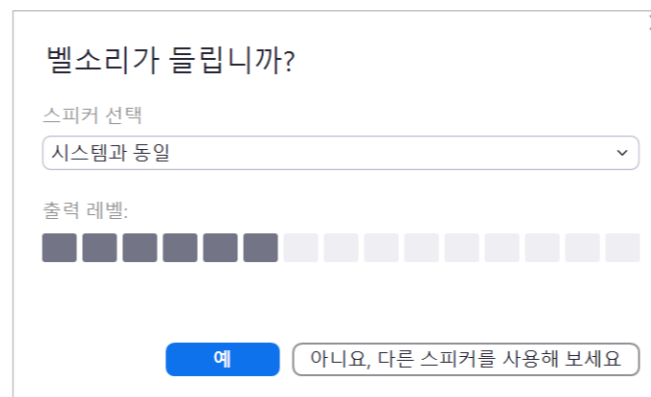 벨소리가 들립니까?
스피커 선택
시스템과 동일
출력 레벨:
예
아니요, 다른 스피커를 사용해 보세요